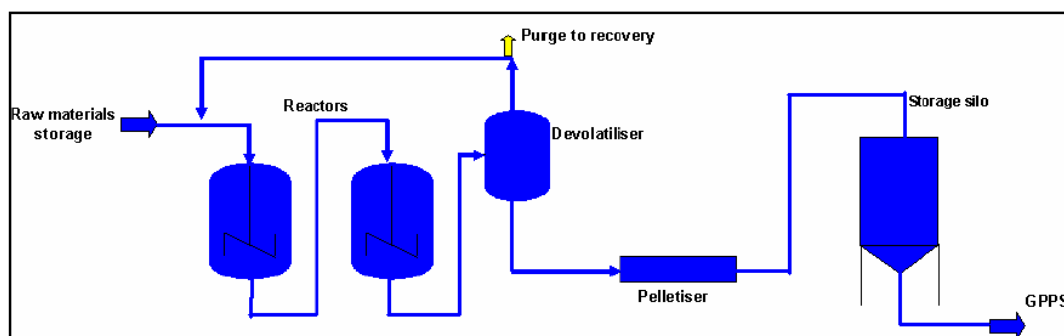 Purge to recovery
Raw materials
storage
Reactors
Devolatiliser
Storage silo
Pelletiser
GPPS